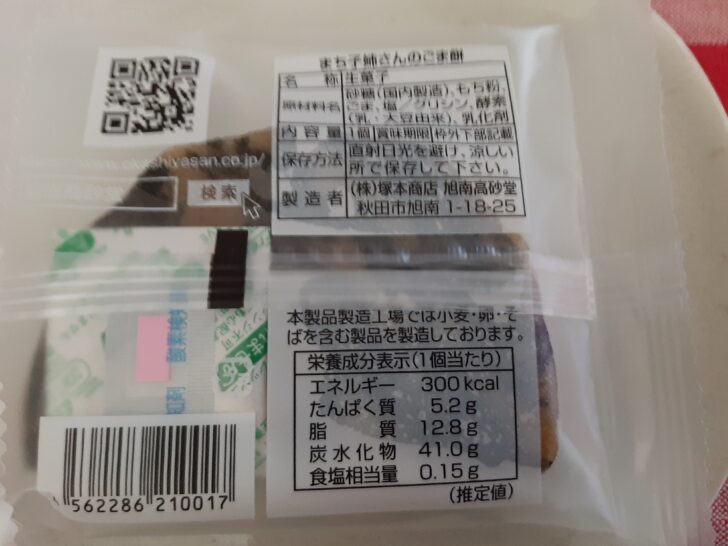 まち子姉さんのごま餅
名称 生菓子
原材料名 砂糖(国内製造)、もち粉、
ごま、塩/グリシン、酵素
(乳・大豆由来)、乳化剤
内容量 1個 賞味期限 枠外下部記載
保存方法 直射日光を避け、涼しい
所で保存して下さい。
製造者 (株)塚本商店 旭南高砂堂
秋田市旭南 1-18-25
www.okashiyasan.co.jp/
検索
本製品製造工場では小麦・卵・そ
ばを含む製品を製造しております。
栄養成分表示(1個当たり)
エネルギー 300 kcal
たんぱく質 5.2g
脂質 12.8g
炭水化物 41.0g
食塩相当量 0.15g
(推定値)
562286 210017